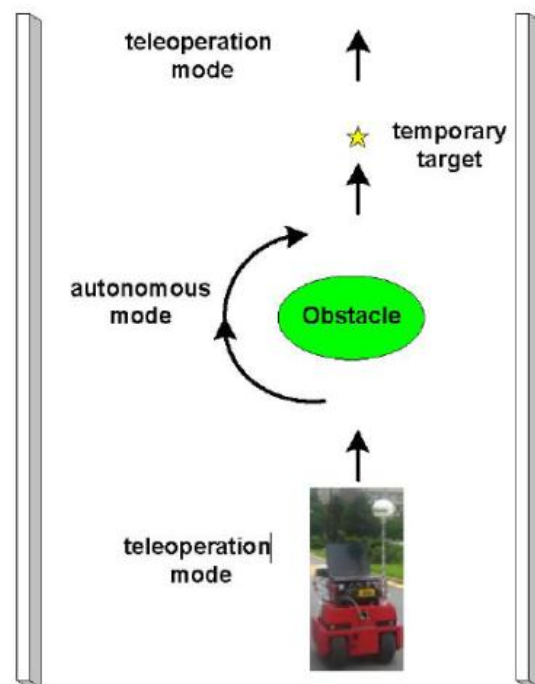 teleoperation
mode
temporary
target
autonomous
mode
Obstacle
teleoperation
mode